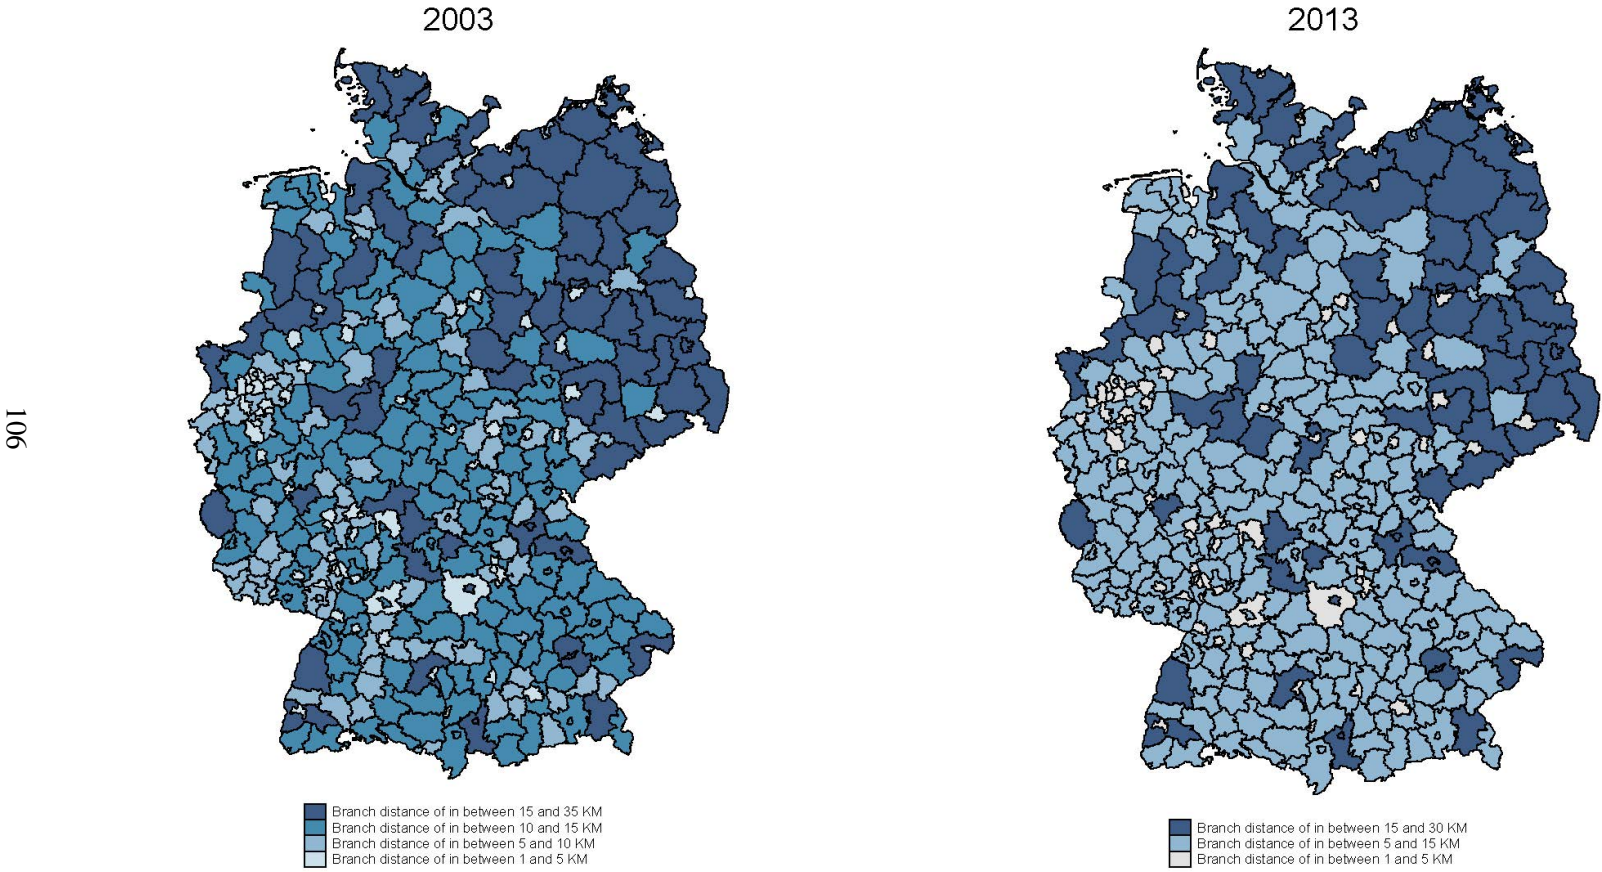 2003
2013
106
Branch distance of in between 15 and 35 KM
Branch distance of in between 10 and 15 KM
Branch distance of in between 5 and 10 KM
Branch distance of in between 1 and 5 KM
Branch distance of in between 15 and 30 KM
Branch distance of in between 5 and 15 KM
Branch distance of in between 1 and 5 KM